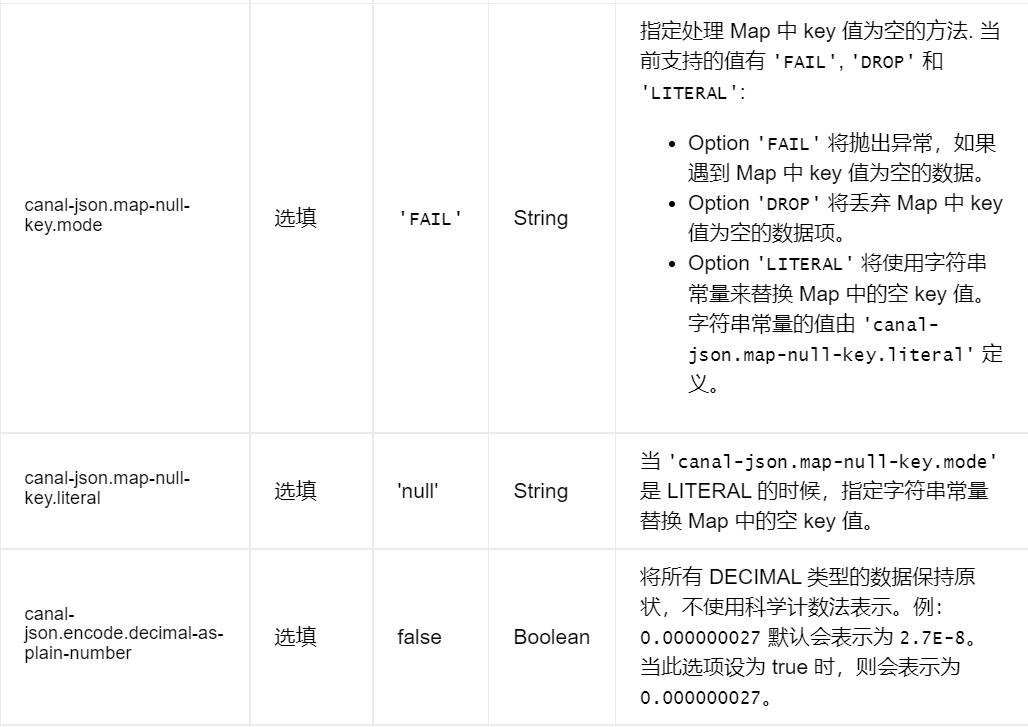 canal-json.map-null-
key.mode
选填
'FAIL'
String
指定处理 Map 中 key 值为空的方法. 当
前支持的值有 'FAIL', 'DROP' 和
'LITERAL':
Option 'FAIL' 将抛出异常，如果
遇到 Map 中 key 值为空的数据。
Option 'DROP' 将丢弃 Map 中 key
值为空的数据项。
Option 'LITERAL' 将使用字符串
常量来替换 Map 中的空 key 值。
字符串常量的值由 'canal-
json.map-null-key.literal' 定
义。
canal-json.map-null-
key.literal
选填
'null'
String
当 'canal-json.map-null-key.mode'
是 LITERAL 的时候，指定字符串常量
替换 Map 中的空 key 值。
canal-
json.encode.decimal-as-
plain-number
选填
false
Boolean
将所有 DECIMAL 类型的数据保持原
状，不使用科学计数法表示。例：
0.000000027 默认会表示为 2.7E-8。
当此选项设为 true 时，则会表示为
0.000000027。